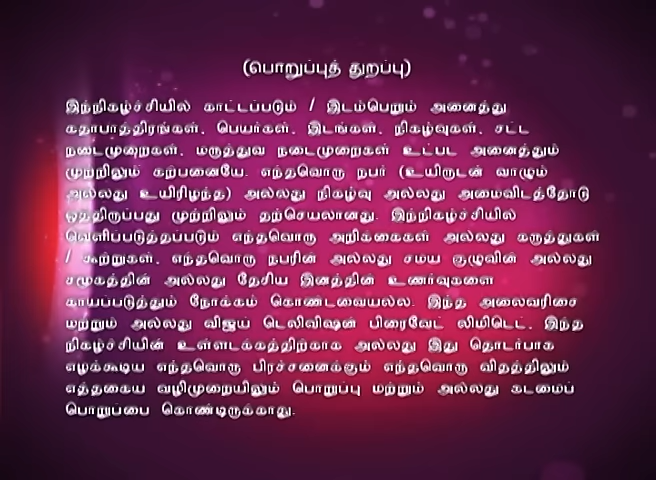 (பொறுப்புத் துறப்பு)
இந்நிகழ்ச்சியில் காட்டப்படும் / இடம்பெறும் அனைத்து
கதாபாத்திரங்கள், பெயர்கள், இடங்கள், நிகழ்வுகள், சட்ட
நடைமுறைகள், மருத்துவ நடைமுறைகள் உட்பட அனைத்தும்
முற்றிலும் கற்பனையே. எந்தவொரு நபர் (உயிருடன் வாழும்
அல்லது உயிரிழந்த) அல்லது நிகழ்வு அல்லது அமைவிடத்தோடு
ஒத்திருப்பது முற்றிலும் தற்செயலானது. இந்நிகழ்ச்சியில்
வெளிப்படுத்தப்படும் எந்தவொரு அறிக்கைகள் அல்லது கருத்துகள்
/ கூற்றுகள், எந்தவொரு நபரின் அல்லது சமய குழுவின் அல்லது
சமூகத்தின் அல்லது தேசிய இனத்தின் உணர்வுகளை
காயப்படுத்தும் நோக்கம் கொண்டவையல்ல. இந்த அலைவரிசை
மற்றும் அல்லது விஜய் டெலிவிஷன் பிரைவேட் லிமிடெட், இந்த
நிகழ்ச்சியின் உள்ளடக்கத்திற்காக அல்லது இது தொடர்பாக
எழக்கூடிய எந்தவொரு பிரச்சனைக்கும் எந்தவொரு விதத்திலும்
எத்தகைய வழிமுறையிலும் பொறுப்பு மற்றும் அல்லது கடமைப்
பொறுப்பை கொண்டிருக்காது.